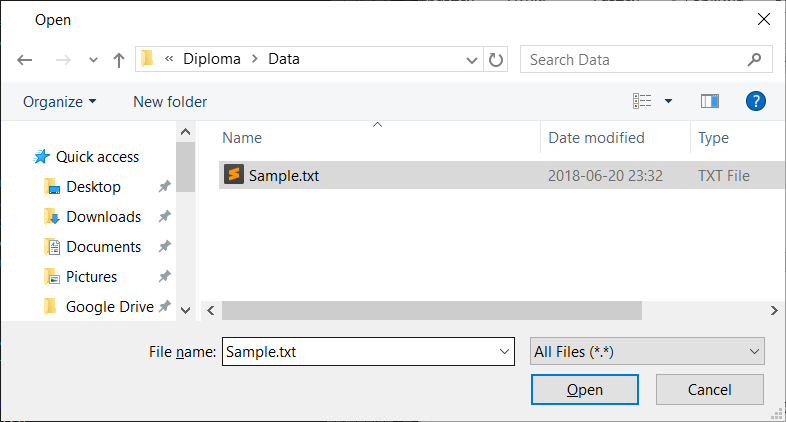 Open
« Diploma > Data
Search Data
Organize
New folder
Name
Date modified
Type
Quick access
Desktop
Downloads
Documents
Pictures
Google Drive
Sample.txt
2018-06-20 23:32
TXT File
File name:
Sample.txt
All Files (*.*)
Open
Cancel